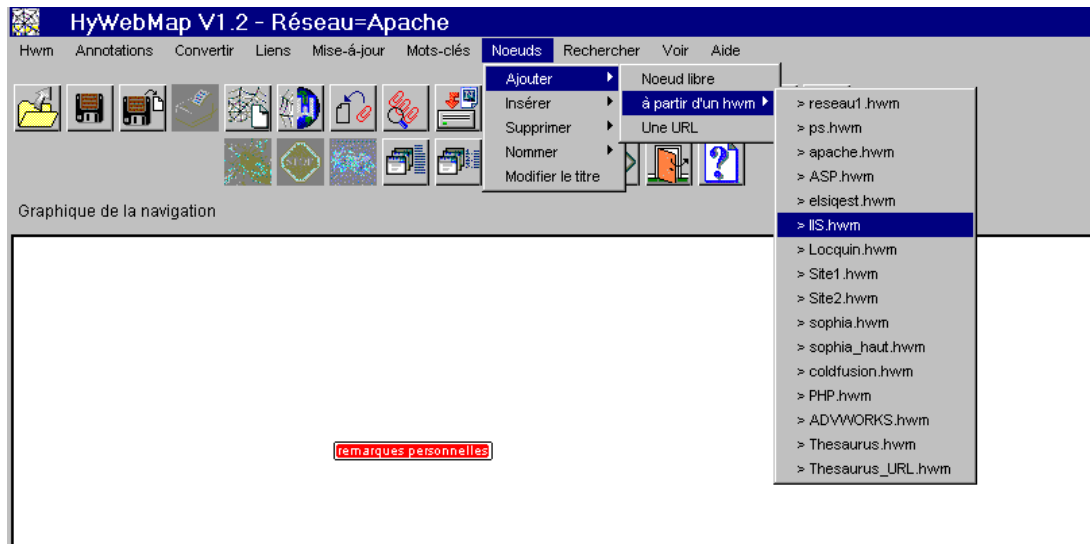 HyWebMap V1.2 - Réseau=Apache
Hwm Annotations Convertir Liens Mise-á-jour Mots-clés Noeuds Rechercher Voir Aide
Ajouter
Insérer
Supprimer
Nommer
Modifier le titre
Noeud libre
à partir d'un hwm
Une URL
> reseau1.hwm
> ps.hwm
> apache.hwm
> ASP.hwm
> elsiqest.hwm
> IIS.hwm
> Locquin.hwm
> Site1.hwm
> Site2.hwm
> sophia.hwm
> sophia_haut.hwm
> coldfusion.hwm
> PHP.hwm
> ADVWORKS.hwm
> Thesaurus.hwm
> Thesaurus_URL.hwm
STOP
Graphique de la navigation
remarques personnelles